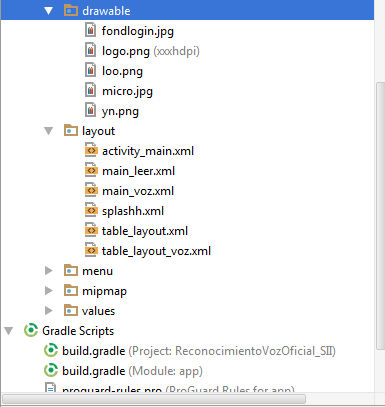 drawable
fondlogin.jpg
logo.png (xxxhdpi)
loo.png
micro.jpg
yn.png
layout
activity_main.xml
main_leer.xml
main_voz.xml
splashh.xml
table_layout.xml
table_layout_voz.xml
menu
mipmap
values
Gradle Scripts
build.gradle (Project: ReconocimientoVozOficial_SII)
build.gradle (Module: app)
proguard-rules.pro (ProGuard Rules for app)